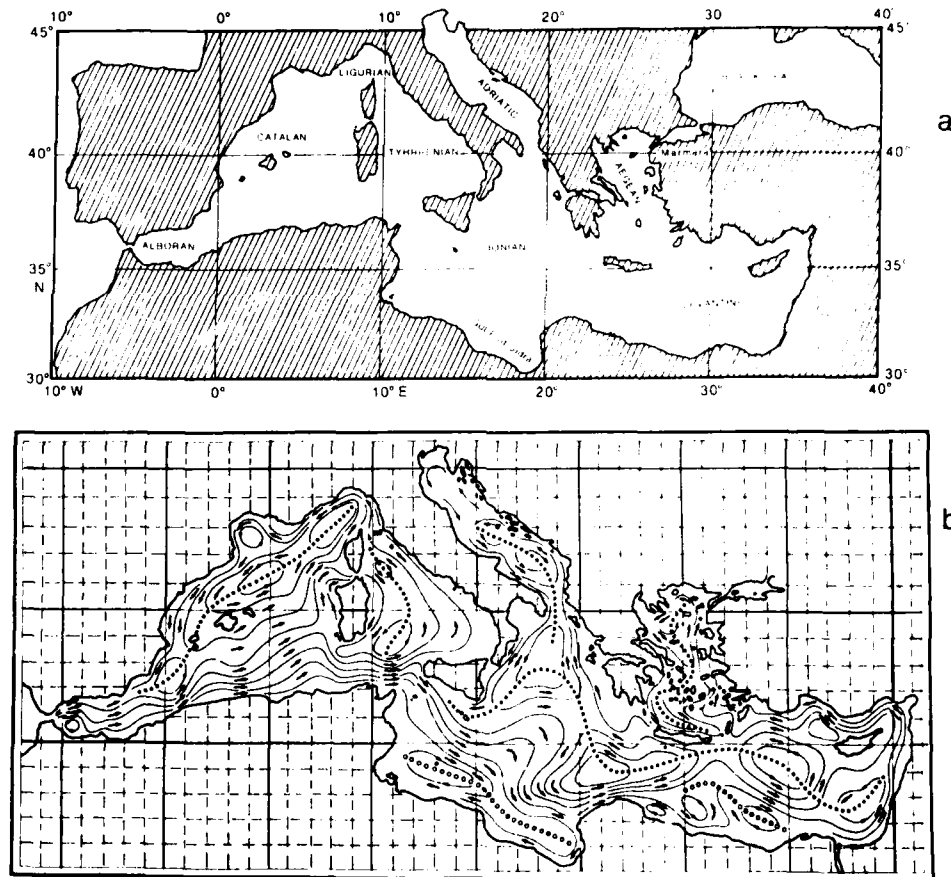 10° 0° 10° 20° 30° 40°
45° 45°
LIGURIAN
ADRIATIC
a
CATALAN
40° TYRRHENIAN Marmara 40°
AEGEAN
ALBORAN IONIAN
35° 35°
N
30° 30°
10° W 0° 10° E 20° 30° 40°
b